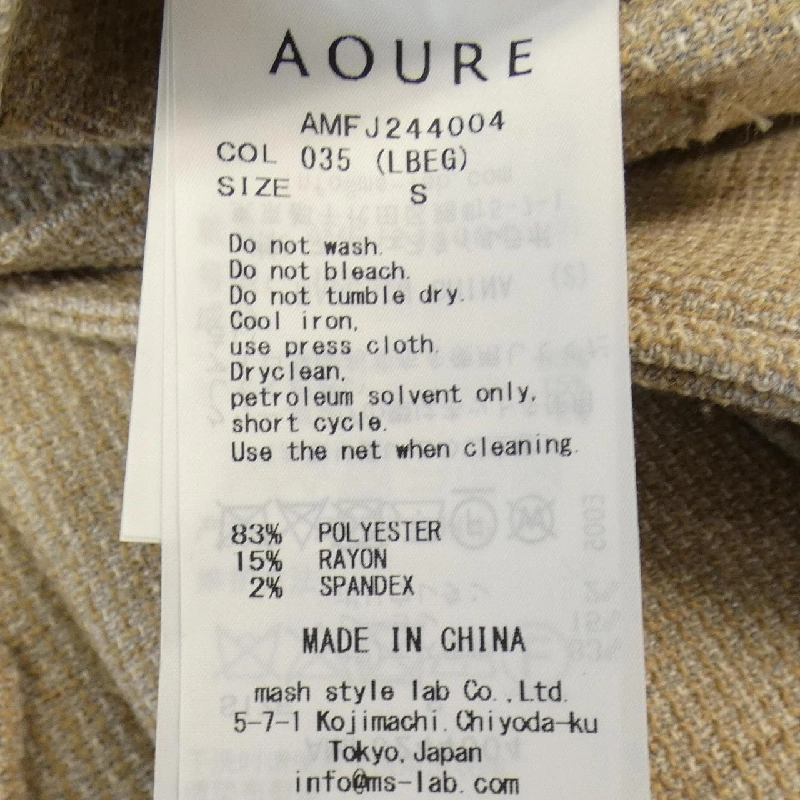 AOURE
AMFJ244004
COL 035 (LBEG)
SIZE S
Do not wash.
Do not bleach.
Do not tumble dry.
Cool iron,
use press cloth.
Dryclean,
petroleum solvent only,
short cycle.
Use the net when cleaning.
83% POLYESTER
15% RAYON
2% SPANDEX
MADE IN CHINA
mash style lab Co.,Ltd.
5-7-1 Kojimachi.Chiyoda-ku
Tokyo,Japan
info@ms-lab.com